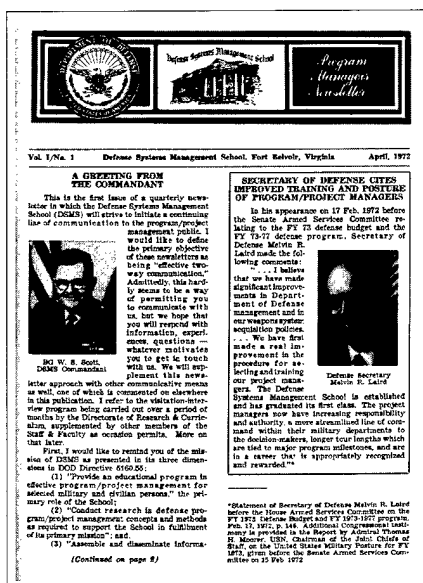 DEPARTMENT OF DEFENSE
UNITED STATES OF AMERICA
Defense Systems Management School
Program
Managers
Newsletter
Vol. I/No. 1 Defense Systems Management School, Fort Belvoir, Virginia April, 1972
A GREETING FROM
THE COMMANDANT
This is the first issue of a quarterly news-
letter in which the Defense Systems Management
School (DSMS) will strive to initiate a continuing
line of communication to the program/project
management public. I
would like to define
the primary objective
of these newsletters as
being "effective two-
way communication."
Admittedly, this hard-
ly seems to be a way
of permitting you
to communicate with
us, but we hope that
you will respond with
information, experi-
ences, questions —
whatever motivates
you to get in touch
with us. We will sup-
plement this news-
BG W. S. Scott,
DSMS Commandant
letter approach with other communicative means
as well, one of which is commented on elsewhere
in this publication. I refer to the visitation-inter-
view program being carried out over a period of
months by the Directorate of Research & Curric-
ulum, supplemented by other members of the
Staff & Faculty as occasion permits. More on
that later.
First, I would like to remind you of the mis-
sion of DSMS as presented in its three dimen-
sions in DOD Directive 5160.55:
(1) "Provide an educational program in
effective program/project management for
selected military and civilian persons," the pri-
mary role of the School;
(2) "Conduct research in defense pro-
gram/project management concepts and methods
as required to support the School in fulfillment
of its primary mission"; and,
(3) "Assemble and disseminate informa-
(Continued on page 2)
SECRETARY OF DEFENSE CITES
IMPROVED TRAINING AND POSTURE
OF PROGRAM/PROJECT MANAGERS
In his appearance on 17 Feb. 1972 before
the Senate Armed Services Committee re-
lating to the FY 73 defense budget and the
FY 73-77 defense program, Secretary of
Defense Melvin R.
Laird made the fol-
lowing comments:
". . . I believe
that we have made
significant improve-
ments in Depart-
ment of Defense
management and in
our weapons system
acquisition policies.
. . . We have first
made a real im-
provement in the
procedure for se-
lecting and training
our project mana-
gers. The Defense
Defense Secretary
Melvin R. Laird
Systems Management School is established
and has graduated its first class. The project
managers now have increasing responsibility
and authority, a more streamlined line of com-
mand within their military departments to
the decision-makers, longer tour lengths which
are tied to major program milestones, and are
in a career that is appropriately recognized
and rewarded."*
*Statement of Secretary of Defense Melvin R. Laird
before the House Armed Services Committee on the
FY 1973 Defense Budget and FY 1973-1977 program,
Feb. 17, 1972, p. 146. Additional Congressional testi-
mony is provided in the Report by Admiral Thomas
H. Moorer, USN, Chairman of the Joint Chiefs of
Staff, on the United States Military Posture for FY
1973, given before the Senate Armed Services Com-
mittee on 15 Feb 1972